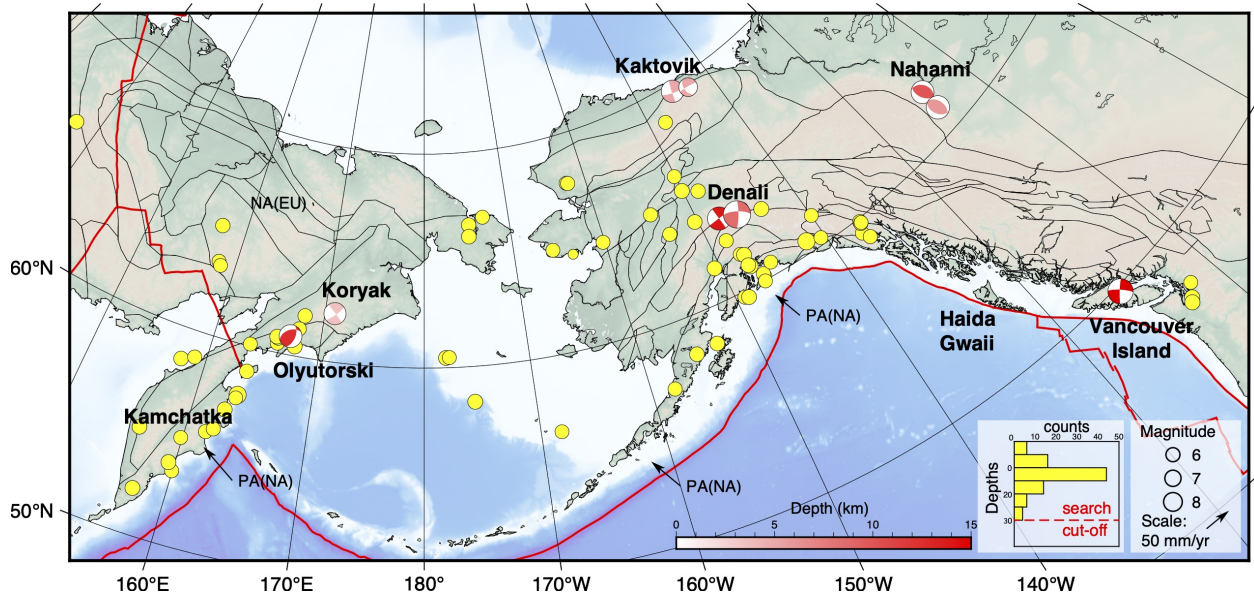 Kaktovik
Nahanni
Denali
NA(EU)
60°N
Koryak
PA(NA)
Haida
Gwaii
Vancouver
Island
Olyutorski
Kamchatka
PA(NA)
PA(NA)
50°N
Depth (km)
0 5 10 15
counts
0 10 20 30 40 50
Depths
0
20
30
search
cut-off
Magnitude
6
7
8
Scale:
50 mm/yr
160°E 170°E 180° 170°W 160°W 150°W 140°W